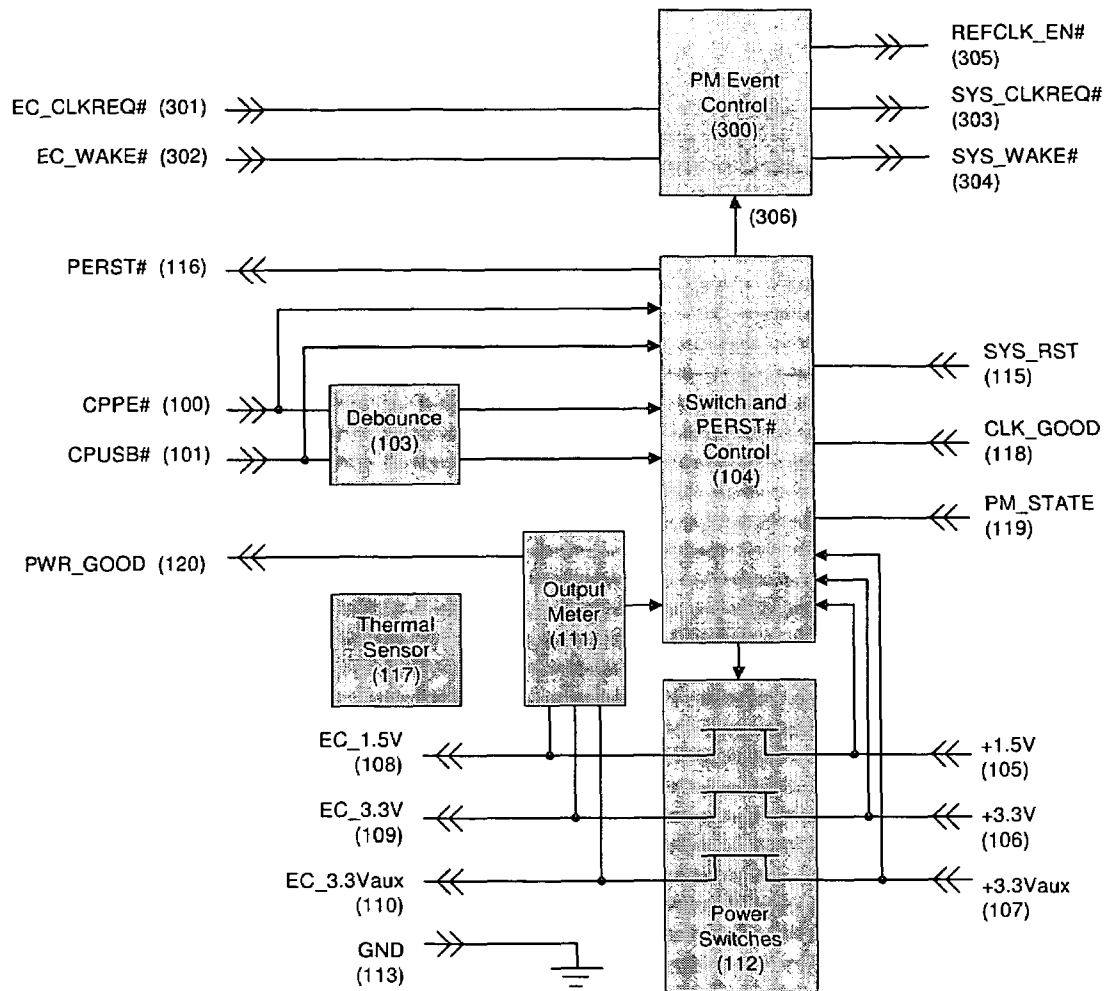 REFCLK_EN#
(305)
PM Event
Control
(300)
EC_CLKREQ# (301)
SYS_CLKREQ#
(303)
EC_WAKE# (302)
SYS_WAKE#
(304)
(306)
PERST# (116)
SYS_RST
(115)
CPPE# (100)
Debounce
(103)
Switch and
PERST#
Control
(104)
CLK_GOOD
(118)
CPUSB# (101)
PM_STATE
(119)
PWR_GOOD (120)
Output
Meter
(111)
Thermal
Sensor
(117)
EC_1.5V
(108)
+1.5V
(105)
EC_3.3V
(109)
+3.3V
(106)
EC_3.3Vaux
(110)
+3.3Vaux
(107)
Power
Switches
(112)
GND
(113)